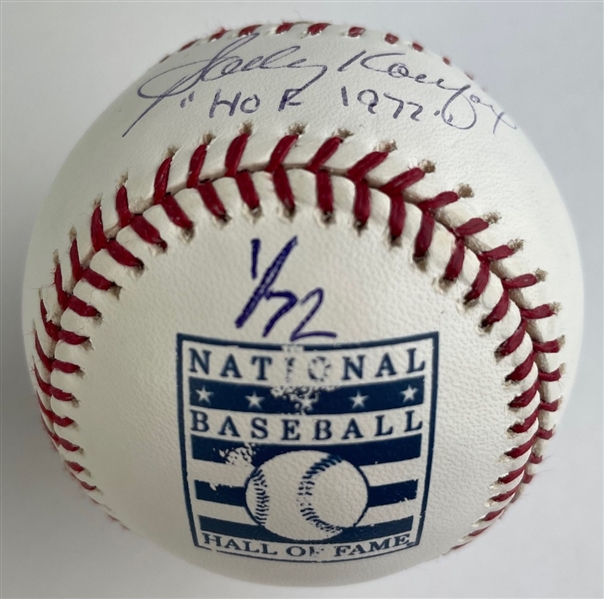 Sandy Koufax
"HOF 1972"
1/72
NATIONAL
BASEBALL
HALL OF FAME